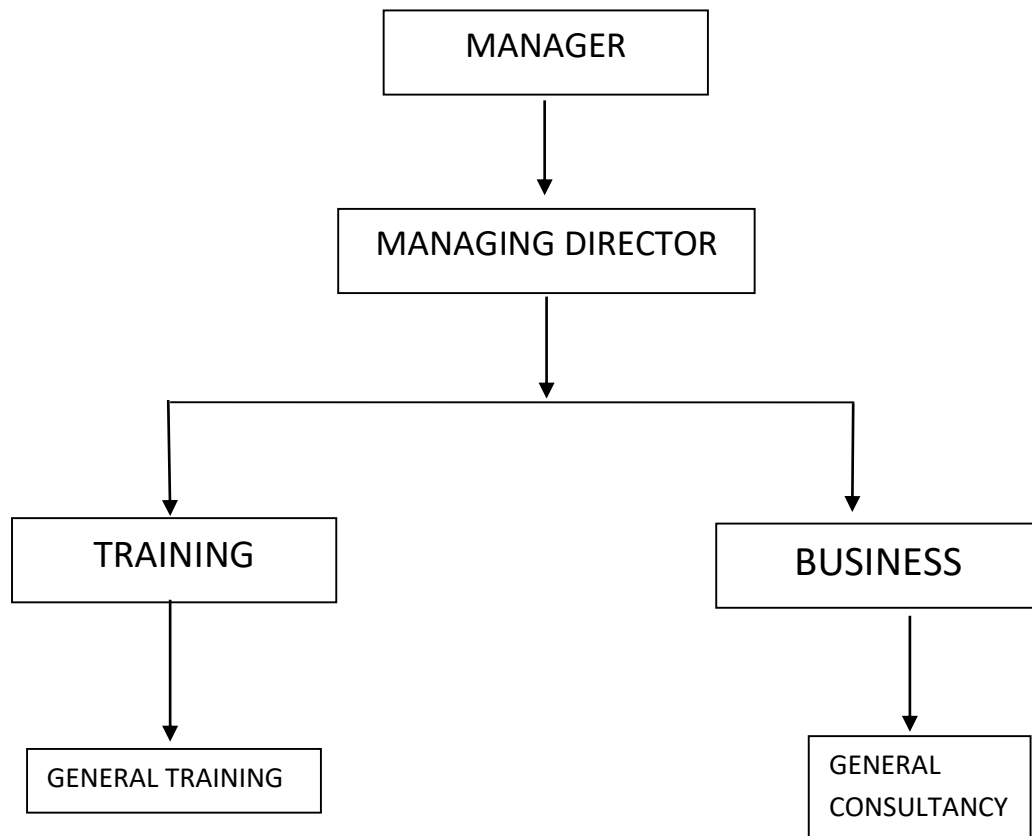 MANAGER
MANAGING DIRECTOR
TRAINING
BUSINESS
GENERAL TRAINING
GENERAL
CONSULTANCY